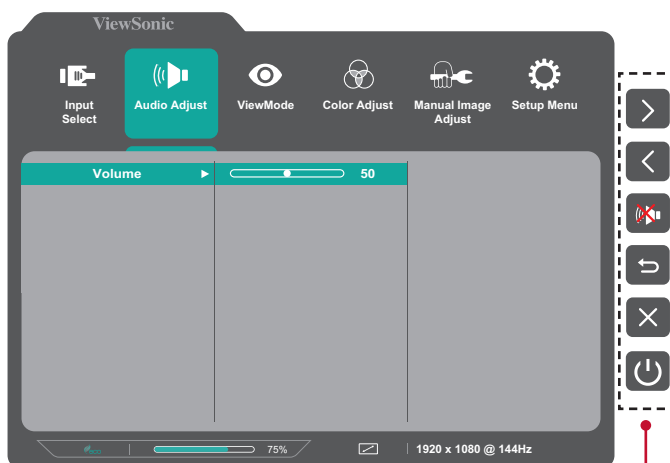 ViewSonic
Input Select
Audio Adjust
ViewMode
Color Adjust
Manual Image Adjust
Setup Menu
Volume
50
75%
1920 x 1080 @ 144Hz